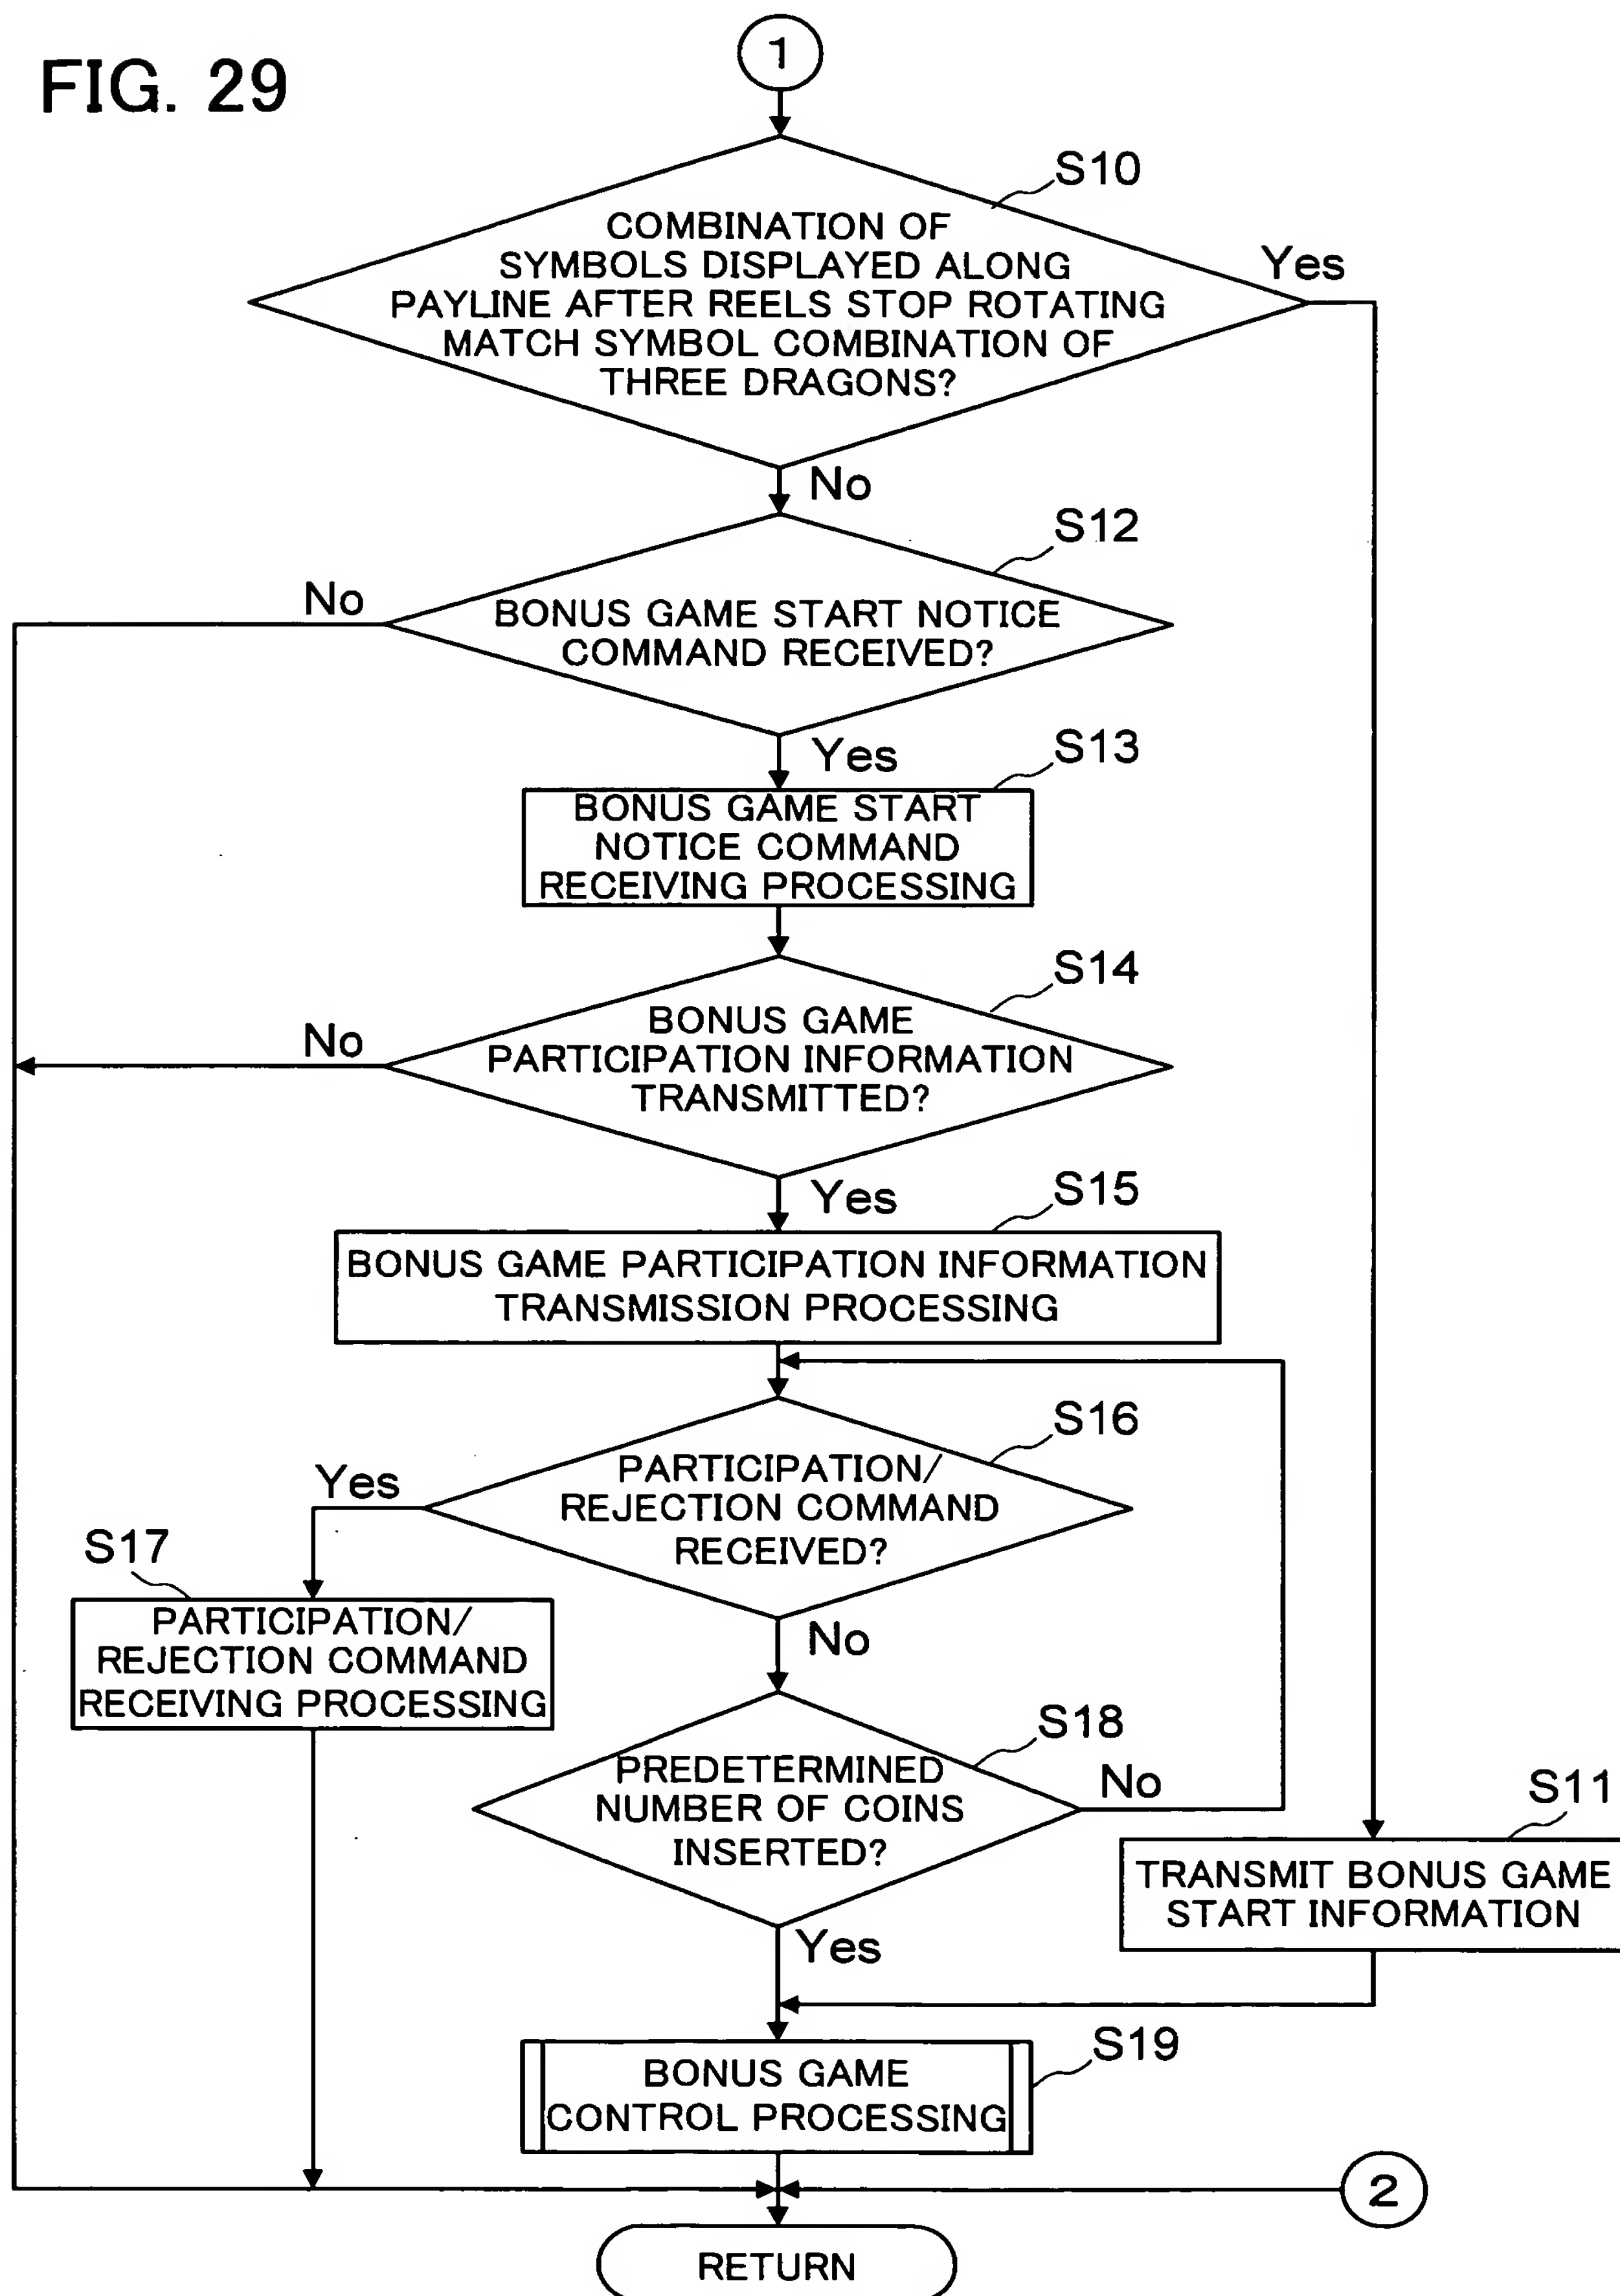 FIG. 29
1
S10
COMBINATION OF
SYMBOLS DISPLAYED ALONG
PAYLINE AFTER REELS STOP ROTATING
MATCH SYMBOL COMBINATION OF
THREE DRAGONS?
Yes
No
S12
BONUS GAME START NOTICE
COMMAND RECEIVED?
No
Yes
S13
BONUS GAME START
NOTICE COMMAND
RECEIVING PROCESSING
S14
BONUS GAME
PARTICIPATION INFORMATION
TRANSMITTED?
No
Yes
S15
BONUS GAME PARTICIPATION INFORMATION
TRANSMISSION PROCESSING
S16
PARTICIPATION/
REJECTION COMMAND
RECEIVED?
Yes
S17
PARTICIPATION/
REJECTION COMMAND
RECEIVING PROCESSING
No
S18
PREDETERMINED
NUMBER OF COINS
INSERTED?
No
S11
TRANSMIT BONUS GAME
START INFORMATION
Yes
S19
BONUS GAME
CONTROL PROCESSING
2
RETURN